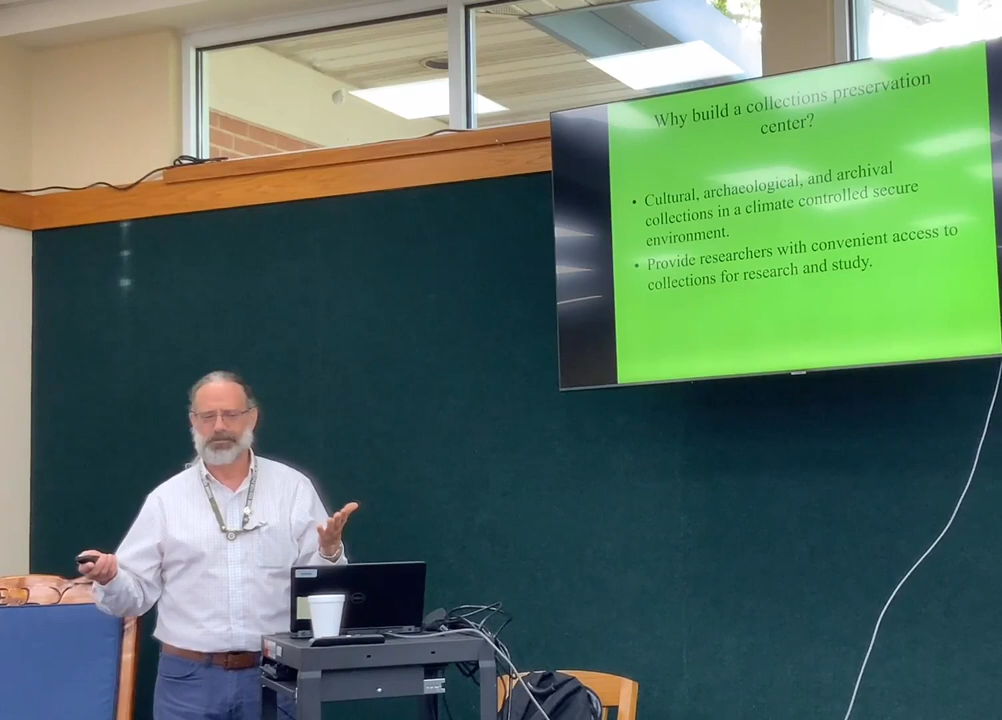 Why build a collections preservation
center?
• Cultural, archaeological, and archival
collections in a climate controlled secure
environment.
• Provide researchers with convenient access to
collections for research and study.
DELL